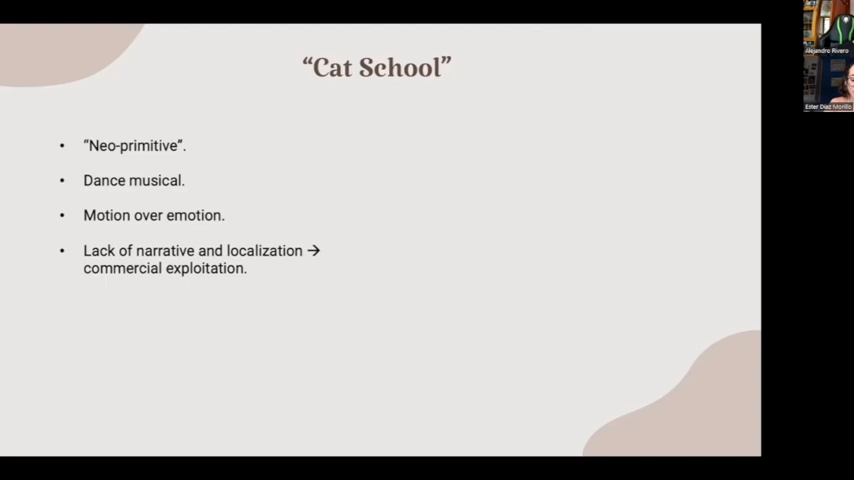 “Cat School”
• “Neo-primitive”.
• Dance musical.
• Motion over emotion.
• Lack of narrative and localization →
commercial exploitation.
Alejandro Rivero
Ester Díaz Morillo